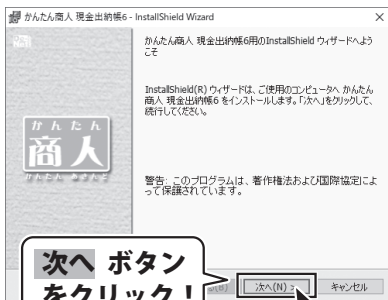 かんたん商人 現金出納帳6 - InstallShield Wizard
かんたん商人 現金出納帳6用のInstallShield ウィザードへよう
こそ
InstallShield(R) ウィザードは、ご使用のコンピュータへ かんたん
商人 現金出納帳6 をインストールします。「次へ」をクリックして、
続行してください。
かんたん
商人
警告: このプログラムは、著作権法および国際協定によ
って保護されています。
次へ ボタン
をクリック!
(B)
次へ(N) >
キャンセル